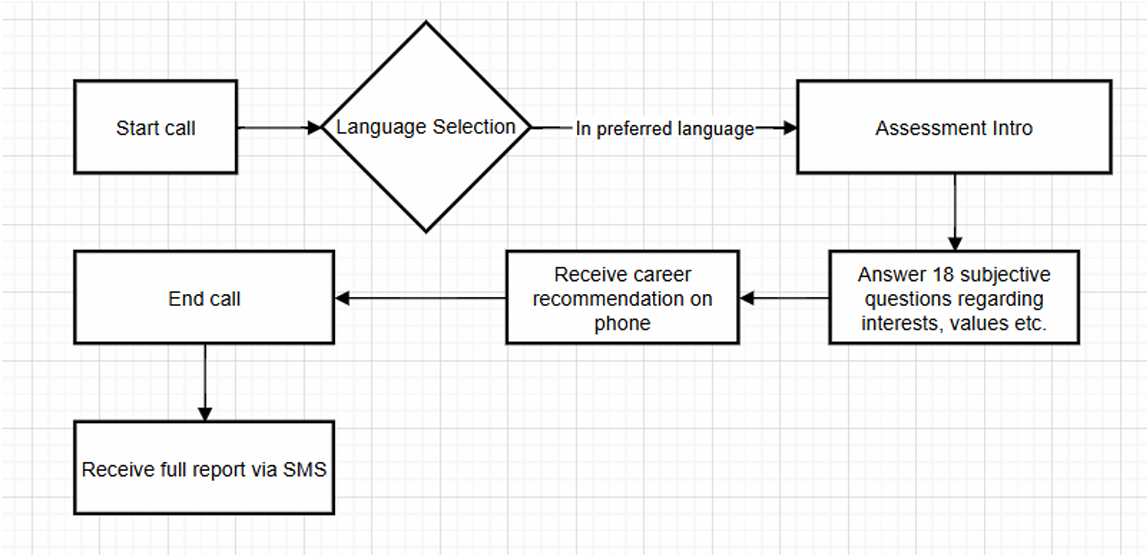 Start call
Language Selection
In preferred language
Assessment Intro
Answer 18 subjective
questions regarding
interests, values etc.
Receive career
recommendation on
phone
End call
Receive full report via SMS